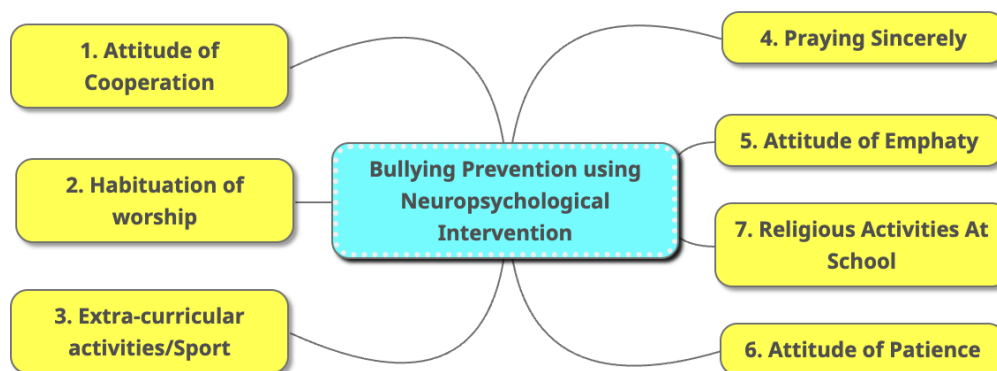 1. Attitude of
Cooperation
2. Habituation of
worship
3. Extra-curricular
activities/Sport
Bullying Prevention using
Neuropsychological
Intervention
4. Praying Sincerely
5. Attitude of Emphaty
7. Religious Activities At
School
6. Attitude of Patience